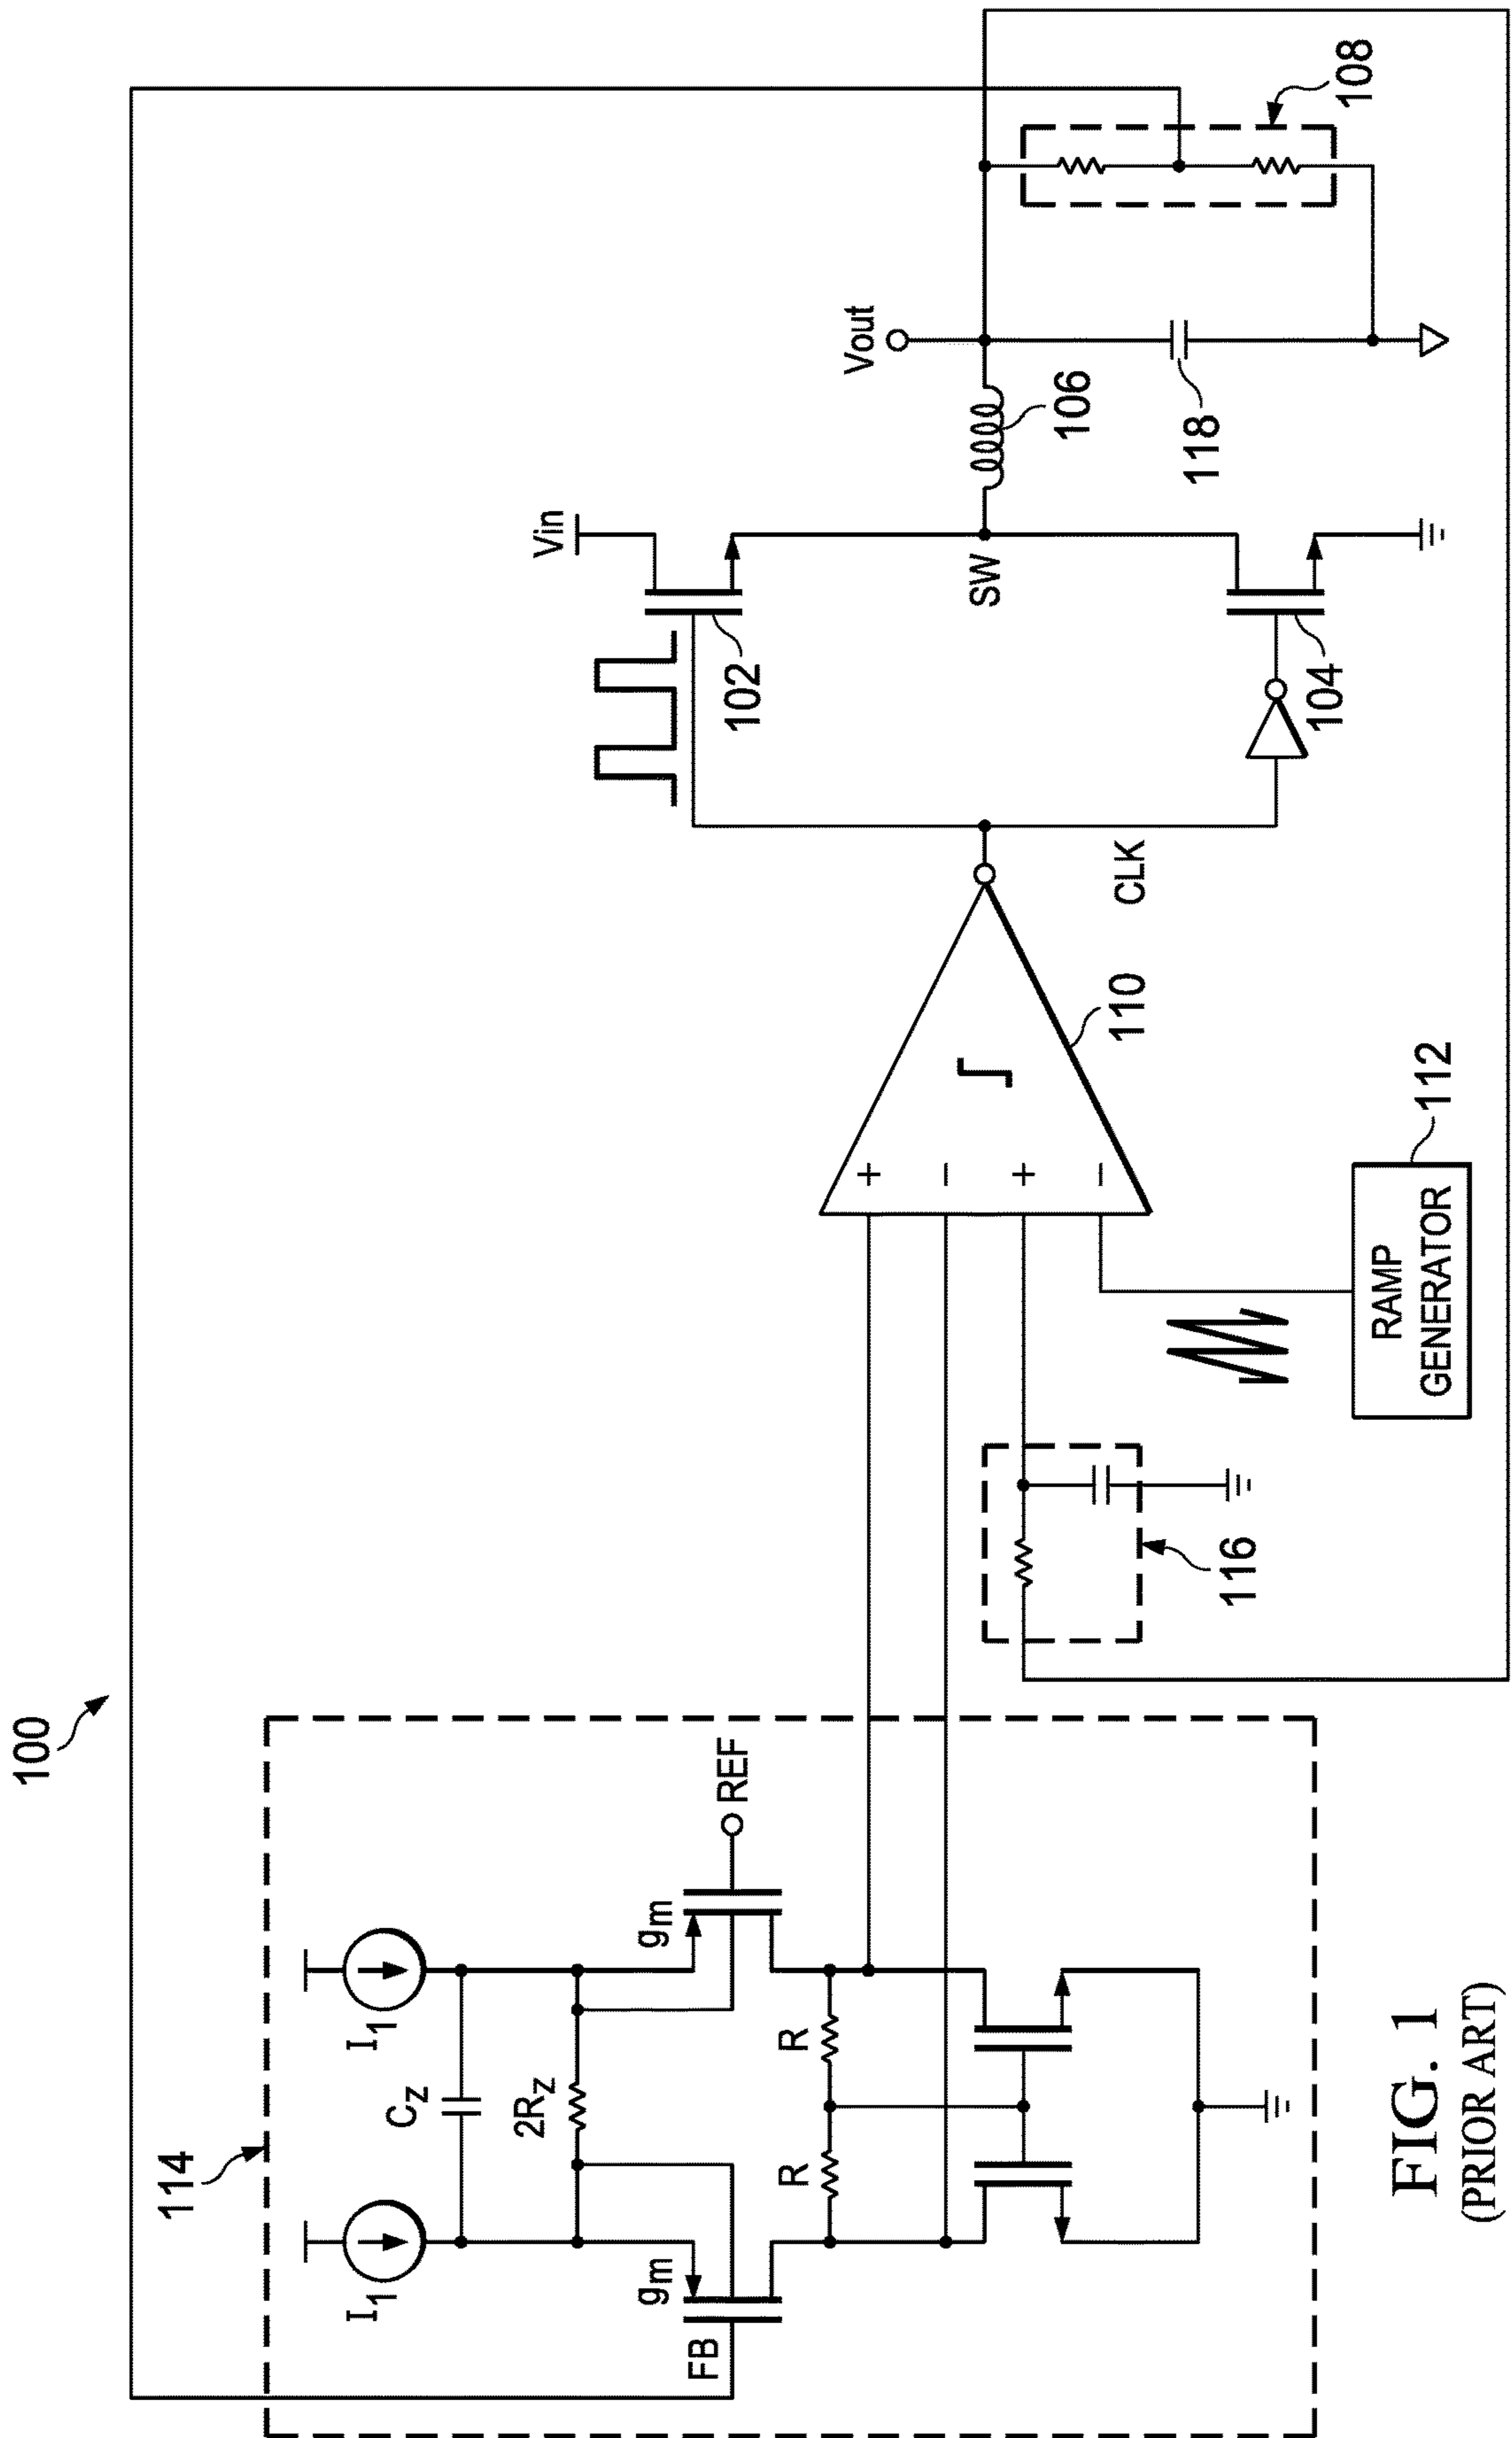 100
114
I1
I1
Cz
2Rz
gm
gm
FB
REF
R
R
116
+
−
+
−
110
RAMP
GENERATOR
112
CLK
102
104
Vin
SW
106
Vout
118
108
FIG. 1
(PRIOR ART)